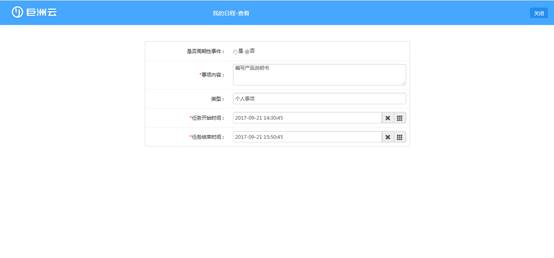 巨洲云
我的日程-查看
关闭
是否周期性事件： 是 否
*事项内容： 编写产品说明书
类型： 个人事项
*任务开始时间： 2017-09-21 14:30:45
*任务结束时间： 2017-09-21 15:50:45